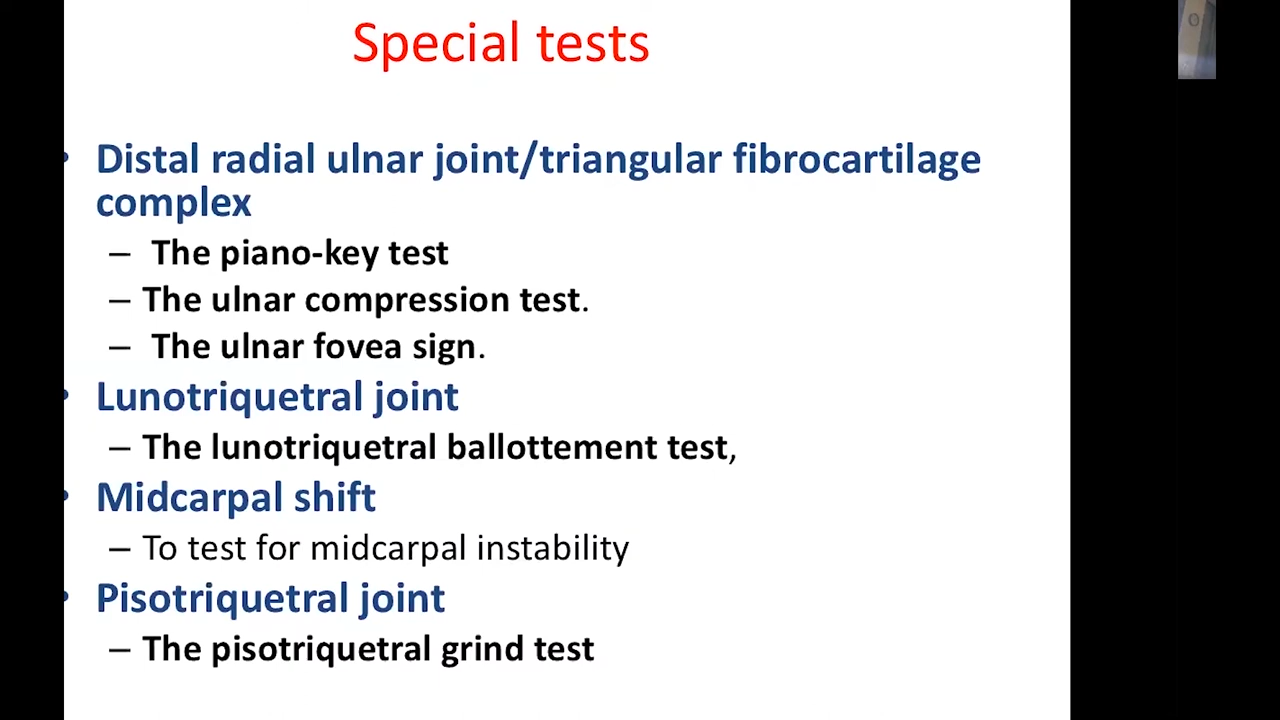 Special tests
• Distal radial ulnar joint/triangular fibrocartilage
complex
– The piano-key test
– The ulnar compression test.
– The ulnar fovea sign.
• Lunotriquetral joint
– The lunotriquetral ballottement test,
• Midcarpal shift
– To test for midcarpal instability
• Pisotriquetral joint
– The pisotriquetral grind test